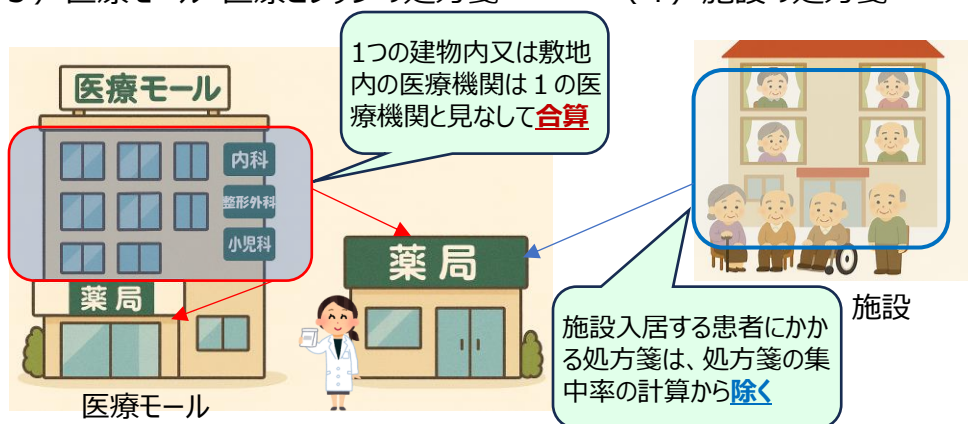 1つの建物内又は敷地
内の医療機関は１の医
療機関と見なして合算
医療モール
内科
整形外科
小児科
薬局
薬局
医療モール
施設
施設入居する患者にかか
る処方箋は、処方箋の集
中率の計算から除く